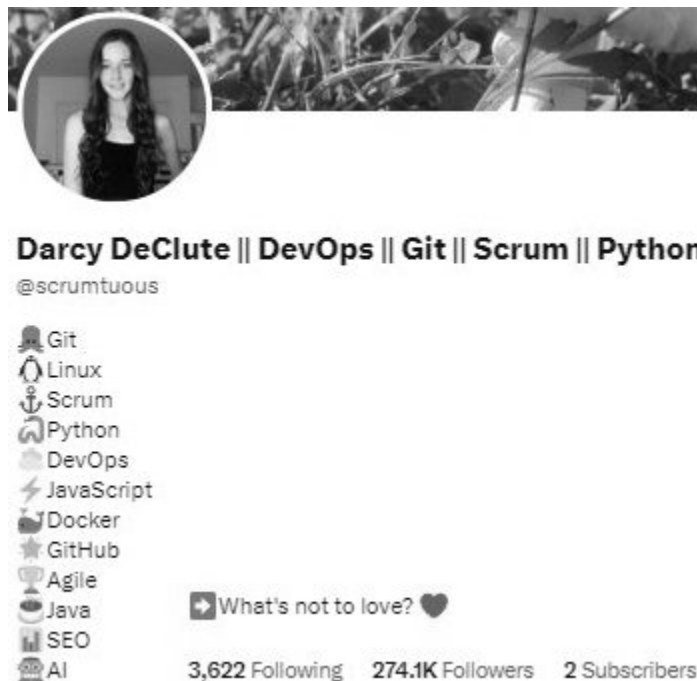 Darcy DeClute || DevOps || Git || Scrum || Python
@scrumtuous
Git
Linux
Scrum
Python
DevOps
JavaScript
Docker
GitHub
Agile
Java
What's not to love?
SEO
AI
3,622 Following 274.1K Followers 2 Subscribers